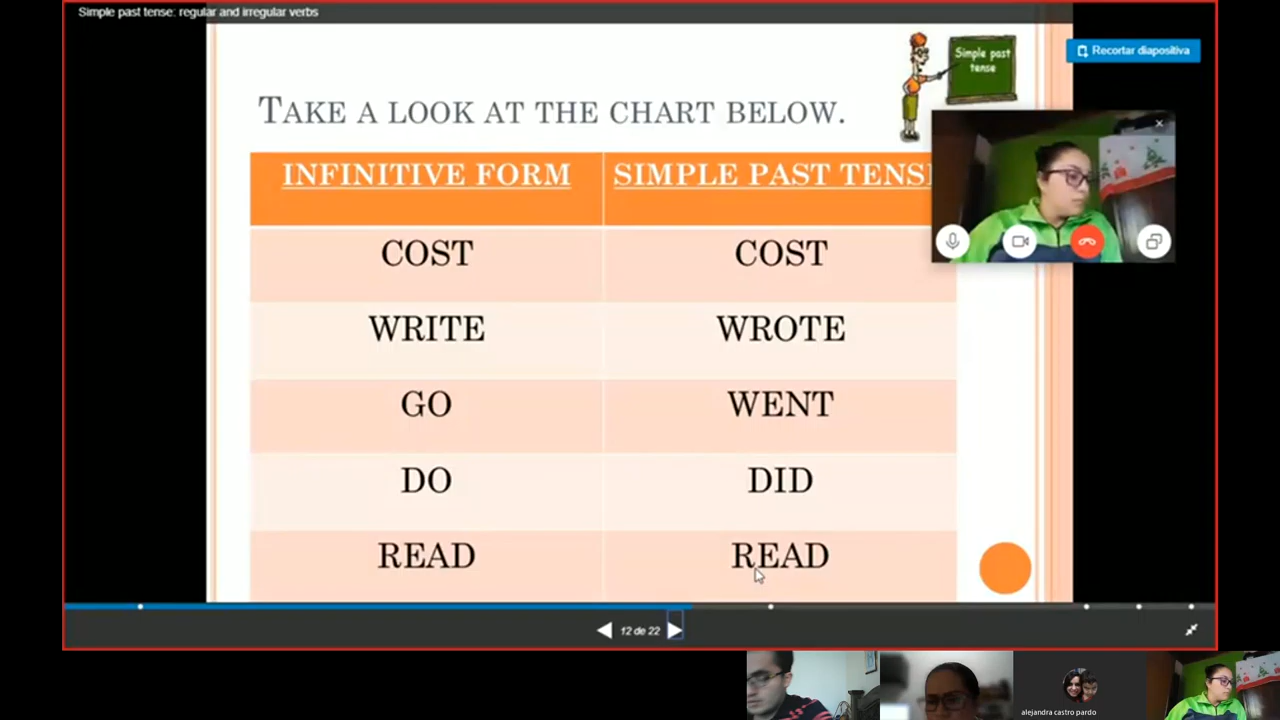 Simple past tense: regular and irregular verbs
Simple past
tense
Recortar diapositiva
TAKE A LOOK AT THE CHART BELOW.
INFINITIVE FORM SIMPLE PAST TENSE
COST COST
WRITE WROTE
GO WENT
DO DID
READ READ
12 de 22
alejandra castro pardo